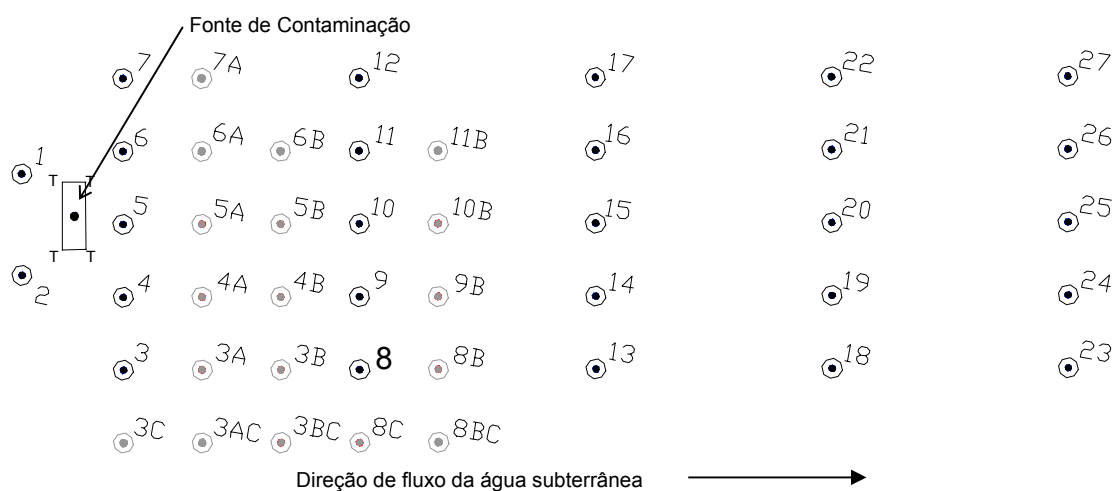 Fonte de Contaminação
7 7A 12 17 22 27
6 6A 6B 11 11B 16 21 26
1
T T
5 5A 5B 10 10B 15 20 25
T T
2
4 4A 4B 9 9B 14 19 24
3 3A 3B 8 8B 13 18 23
3C 3AC 3BC 8C 8BC
Direção de fluxo da água subterrânea